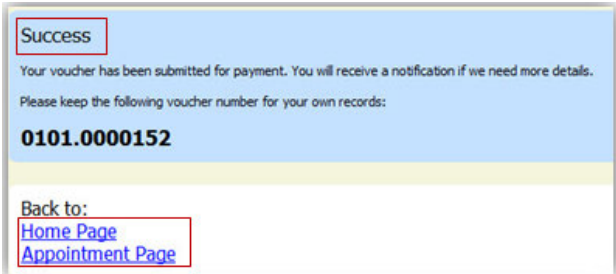 Success
Your voucher has been submitted for payment. You will receive a notification if we need more details.
Please keep the following voucher number for your own records:
0101.0000152
Back to:
Home Page
Appointment Page